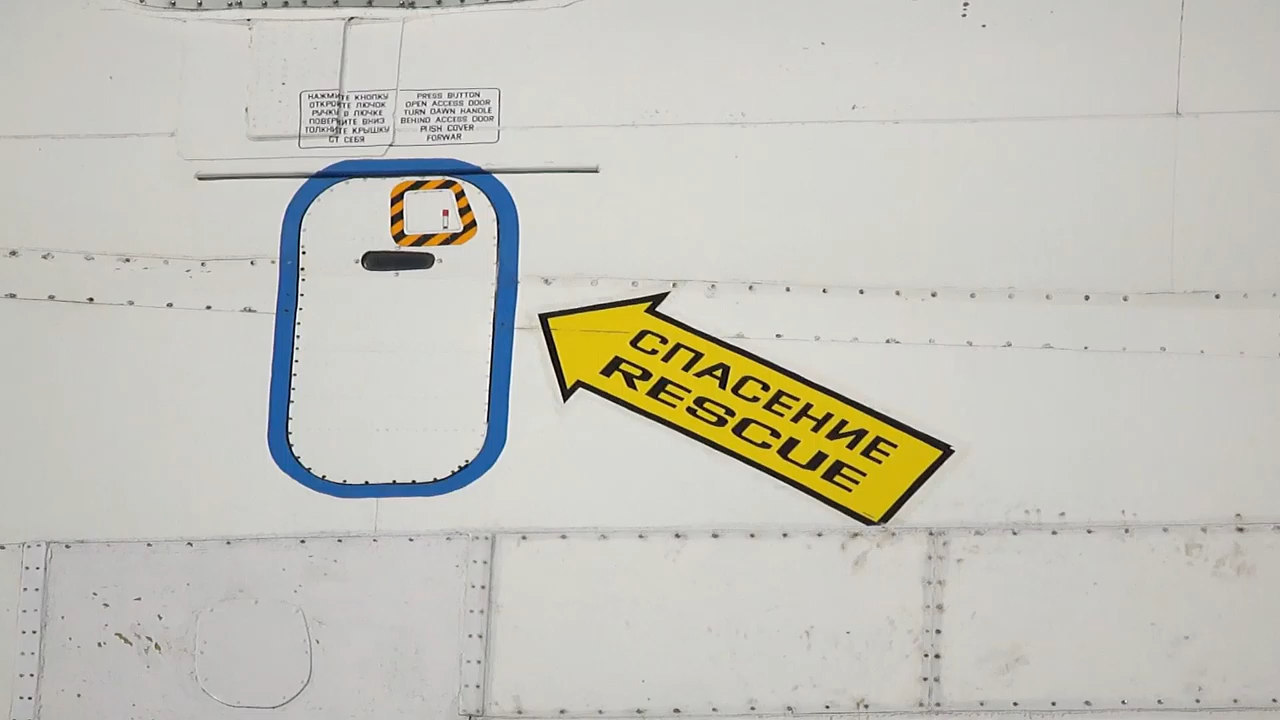 НАЖМИТЕ КНОПКУ
ОТКРОЙТЕ ЛЮЧОК
РУЧКУ В ЛЮЧКЕ
ПОВЕРНИТЕ ВНИЗ
ТОЛКНИТЕ КРЫШКУ
ОТ СЕБЯ
PRESS BUTTON
OPEN ACCESS DOOR
TURN DAWN HANDLE
BEHIND ACCESS DOOR
PUSH COVER
FORWAR
СПАСЕНИЕ
RESCUE